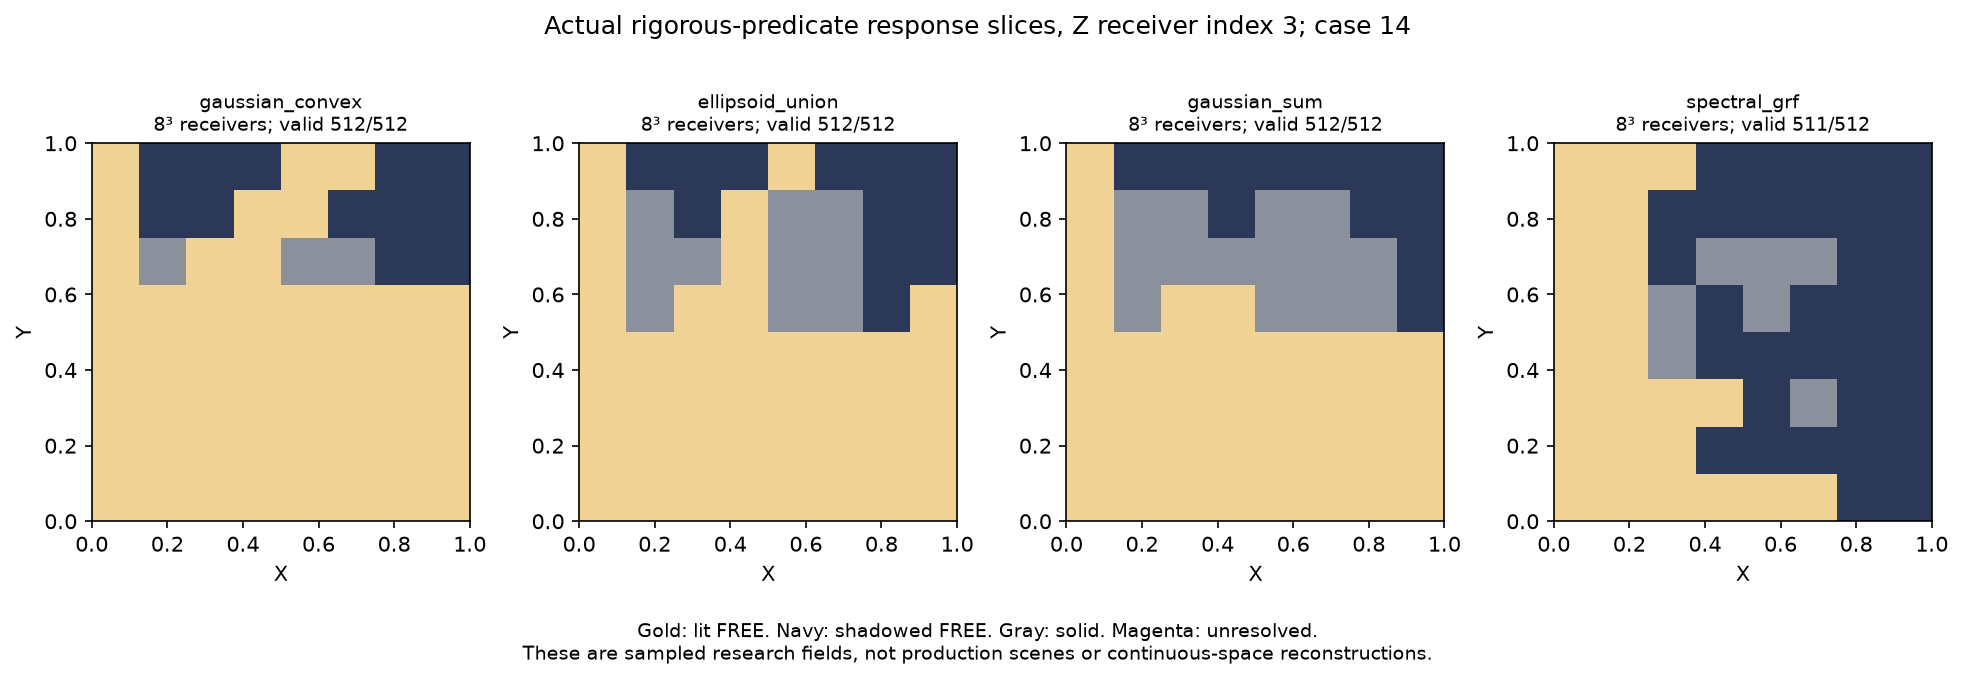 Actual rigorous-predicate response slices, Z receiver index 3; case 14
gaussian_convex
8³ receivers; valid 512/512
ellipsoid_union
8³ receivers; valid 512/512
gaussian_sum
8³ receivers; valid 512/512
spectral_grf
8³ receivers; valid 511/512
1.0
0.8
0.6
0.4
0.2
0.0
Y
0.0 0.2 0.4 0.6 0.8 1.0
X
1.0
0.8
0.6
0.4
0.2
0.0
Y
0.0 0.2 0.4 0.6 0.8 1.0
X
1.0
0.8
0.6
0.4
0.2
0.0
Y
0.0 0.2 0.4 0.6 0.8 1.0
X
1.0
0.8
0.6
0.4
0.2
0.0
Y
0.0 0.2 0.4 0.6 0.8 1.0
X
Gold: lit FREE. Navy: shadowed FREE. Gray: solid. Magenta: unresolved.
These are sampled research fields, not production scenes or continuous-space reconstructions.